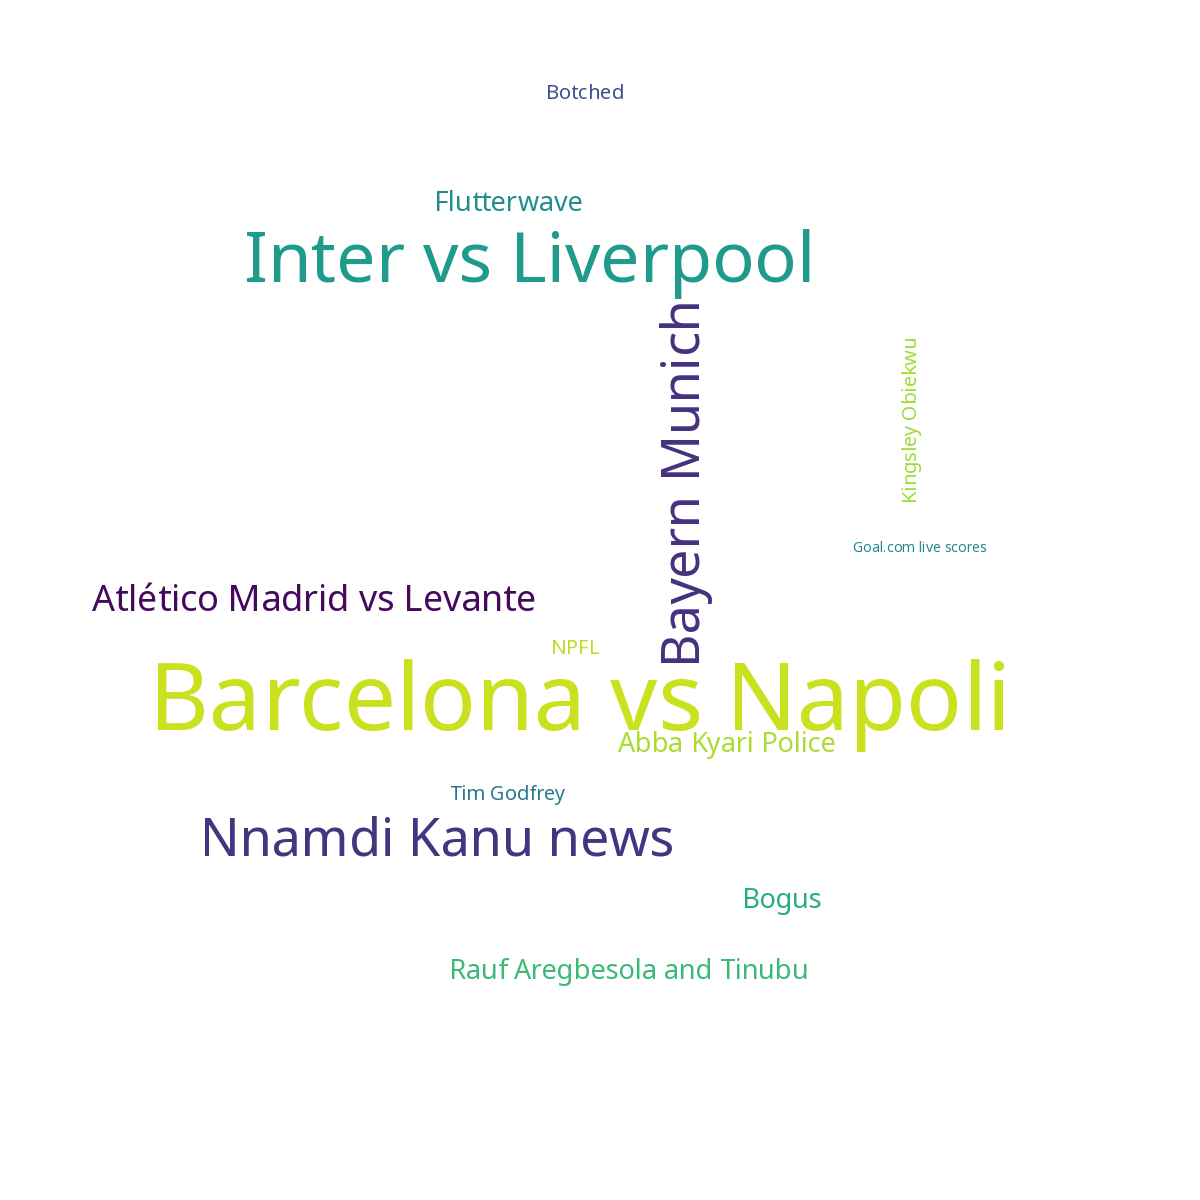 Botched
Flutterwave
Inter vs Liverpool
Bayern Munich
Kingsley Obiekwu
Goal.com live scores
Atlético Madrid vs Levante
NPFL
Barcelona vs Napoli
Abba Kyari Police
Tim Godfrey
Nnamdi Kanu news
Bogus
Rauf Aregbesola and Tinubu